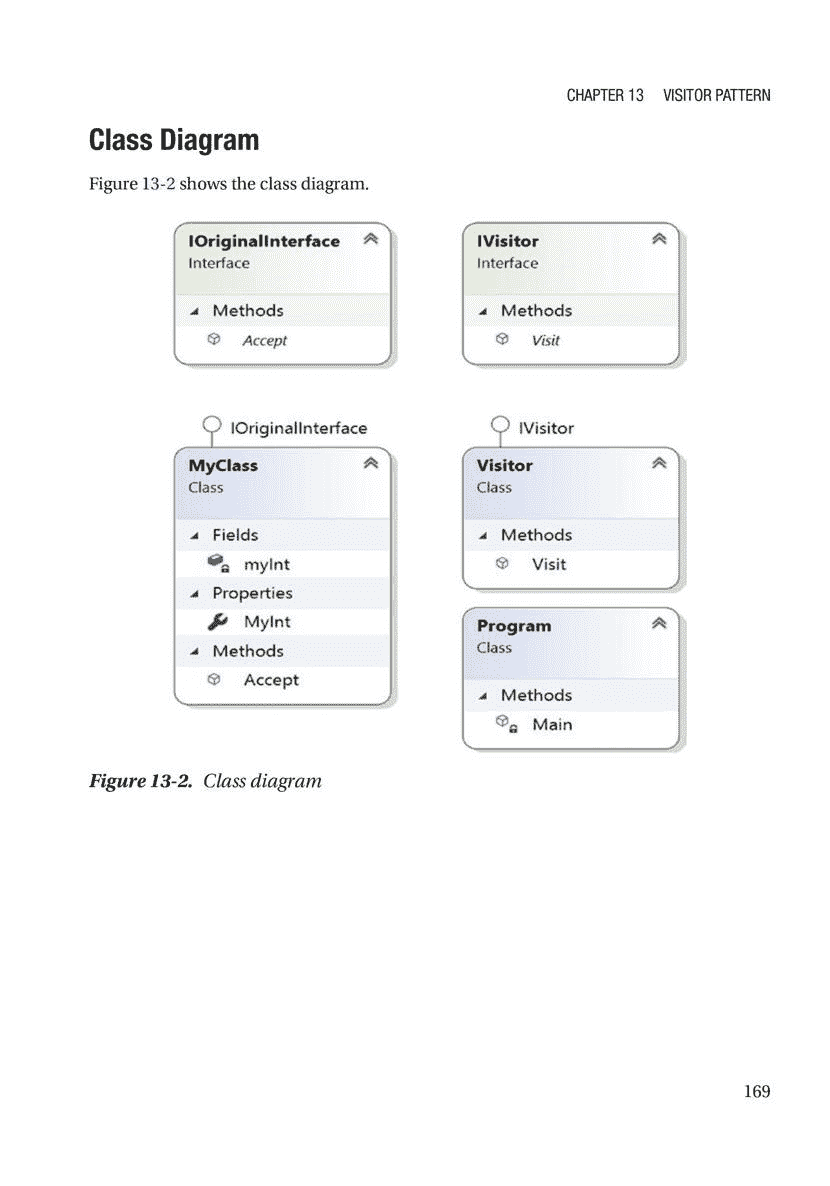 CHAPTER 13 VISITOR PATTERN
Class Diagram
Figure 13-2 shows the class diagram.
IOriginalInterface
Interface
Methods
Accept
IVisitor
Interface
Methods
Visit
IOriginalInterface
MyClass
Class
Fields
myInt
Properties
MyInt
Methods
Accept
IVisitor
Visitor
Class
Methods
Visit
Program
Class
Methods
Main
Figure 13-2. Class diagram
169